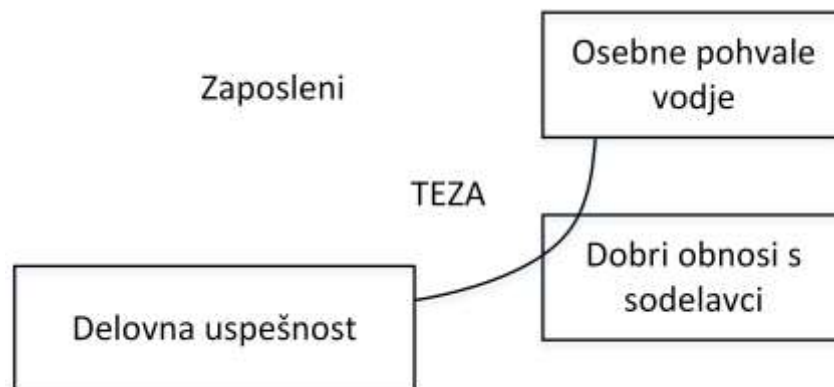 Osebne pohvale
vodje
Zaposleni
TEZA
Dobri obnosi s
sodelavci
Delovna uspešnost